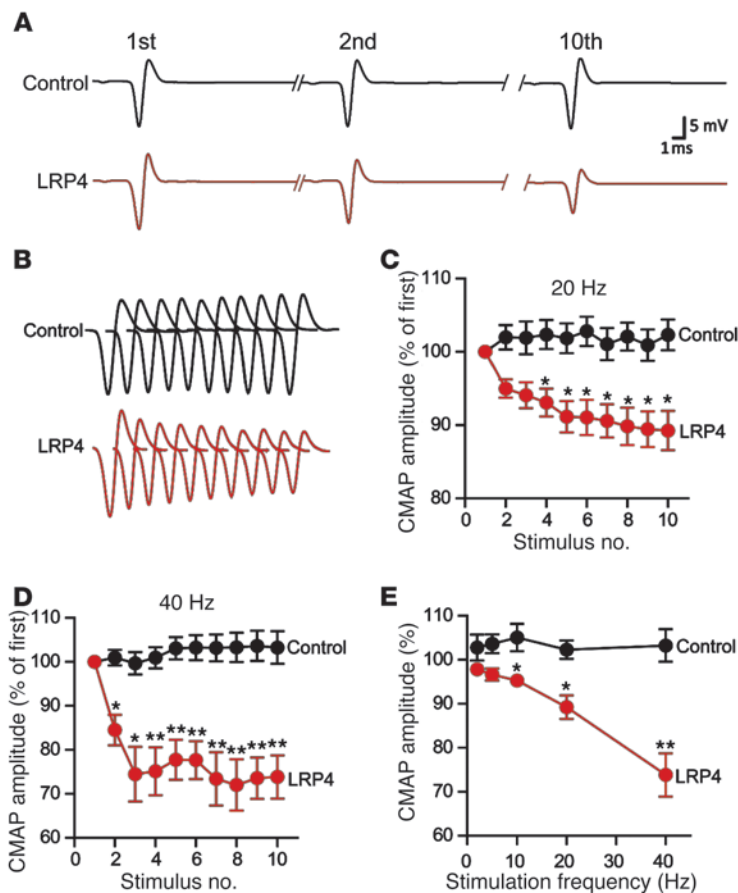 A
1st 2nd 10th
Control
5 mV
1 ms
LRP4
B
Control
LRP4
C
20 Hz
CMAP amplitude (% of first)
110
100
90
80
Control
* * * * * * *
LRP4
0 2 4 6 8 10
Stimulus no.
D
40 Hz
CMAP amplitude (% of first)
110
100
90
80
70
60
Control
* * ** ** ** ** ** ** **
LRP4
0 2 4 6 8 10
Stimulus no.
E
CMAP amplitude (%)
110
100
90
80
70
60
Control
* * **
LRP4
0 10 20 30 40
Stimulation frequency (Hz)